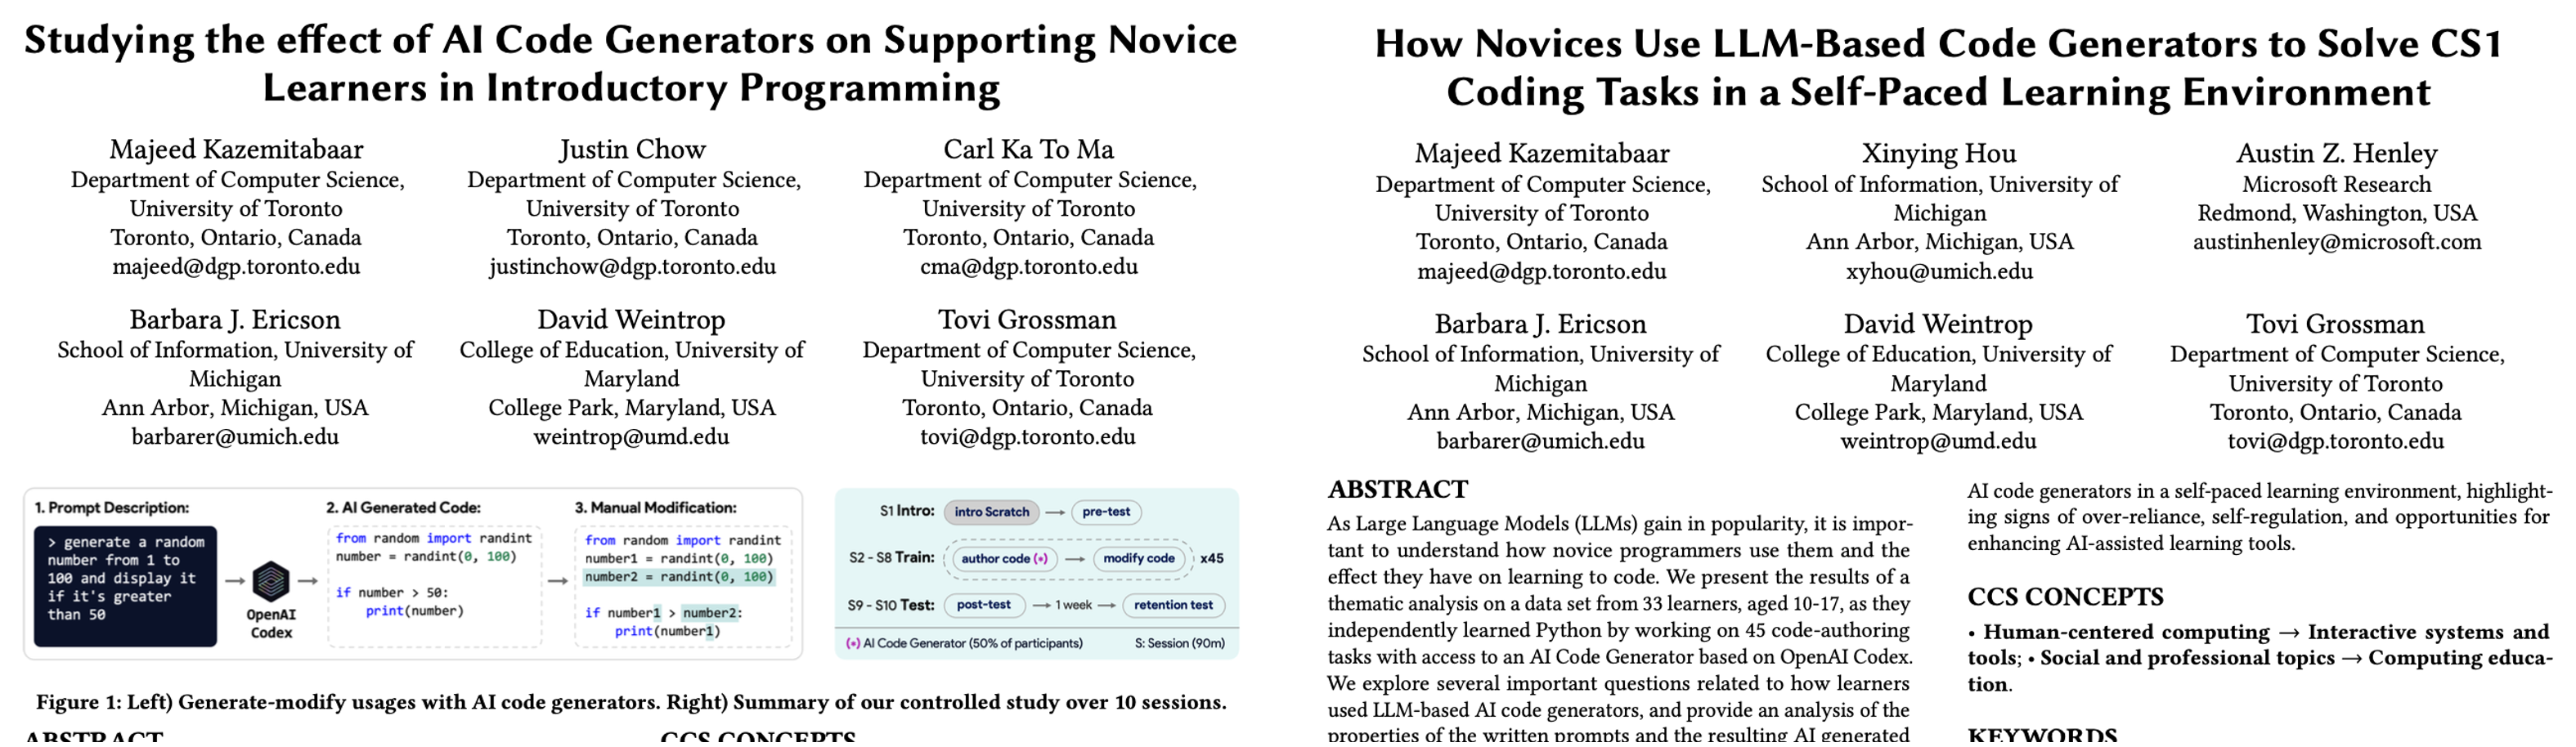 Studying the effect of AI Code Generators on Supporting Novice
Learners in Introductory Programming
Majeed Kazemitabaar
Department of Computer Science,
University of Toronto
Toronto, Ontario, Canada
majeed@dgp.toronto.edu
Justin Chow
Department of Computer Science,
University of Toronto
Toronto, Ontario, Canada
justinchow@dgp.toronto.edu
Carl Ka To Ma
Department of Computer Science,
University of Toronto
Toronto, Ontario, Canada
cma@dgp.toronto.edu
Barbara J. Ericson
School of Information, University of
Michigan
Ann Arbor, Michigan, USA
barbarer@umich.edu
David Weintrop
College of Education, University of
Maryland
College Park, Maryland, USA
weintrop@umd.edu
Tovi Grossman
Department of Computer Science,
University of Toronto
Toronto, Ontario, Canada
tovi@dgp.toronto.edu
1. Prompt Description:
> generate a random
number from 1 to
100 and display it
if it's greater
than 50
OpenAI
Codex
2. AI Generated Code:
from random import randint
number = randint(0, 100)
if number > 50:
print(number)
3. Manual Modification:
from random import randint
number1 = randint(0, 100)
number2 = randint(0, 100)
if number1 > number2:
print(number1)
S1 Intro: intro Scratch → pre-test
S2 - S8 Train: author code (•) → modify code x45
S9 - S10 Test: post-test → 1 week → retention test
(•) AI Code Generator (50% of participants) S: Session (90m)
Figure 1: Left) Generate-modify usages with AI code generators. Right) Summary of our controlled study over 10 sessions.
ABSTRACT
CCS CONCEPTS
How Novices Use LLM-Based Code Generators to Solve CS1
Coding Tasks in a Self-Paced Learning Environment
Majeed Kazemitabaar
Department of Computer Science,
University of Toronto
Toronto, Ontario, Canada
majeed@dgp.toronto.edu
Xinying Hou
School of Information, University of
Michigan
Ann Arbor, Michigan, USA
xyhou@umich.edu
Austin Z. Henley
Microsoft Research
Redmond, Washington, USA
austinhenley@microsoft.com
Barbara J. Ericson
School of Information, University of
Michigan
Ann Arbor, Michigan, USA
barbarer@umich.edu
David Weintrop
College of Education, University of
Maryland
College Park, Maryland, USA
weintrop@umd.edu
Tovi Grossman
Department of Computer Science,
University of Toronto
Toronto, Ontario, Canada
tovi@dgp.toronto.edu
ABSTRACT
As Large Language Models (LLMs) gain in popularity, it is impor-
tant to understand how novice programmers use them and the
effect they have on learning to code. We present the results of a
thematic analysis on a data set from 33 learners, aged 10-17, as they
independently learned Python by working on 45 code-authoring
tasks with access to an AI Code Generator based on OpenAI Codex.
We explore several important questions related to how learners
used LLM-based AI code generators, and provide an analysis of the
properties of the written prompts and the resulting AI generated
AI code generators in a self-paced learning environment, highlight-
ing signs of over-reliance, self-regulation, and opportunities for
enhancing AI-assisted learning tools.
CCS CONCEPTS
• Human-centered computing → Interactive systems and
tools; • Social and professional topics → Computing educa-
tion.
KEYWORDS